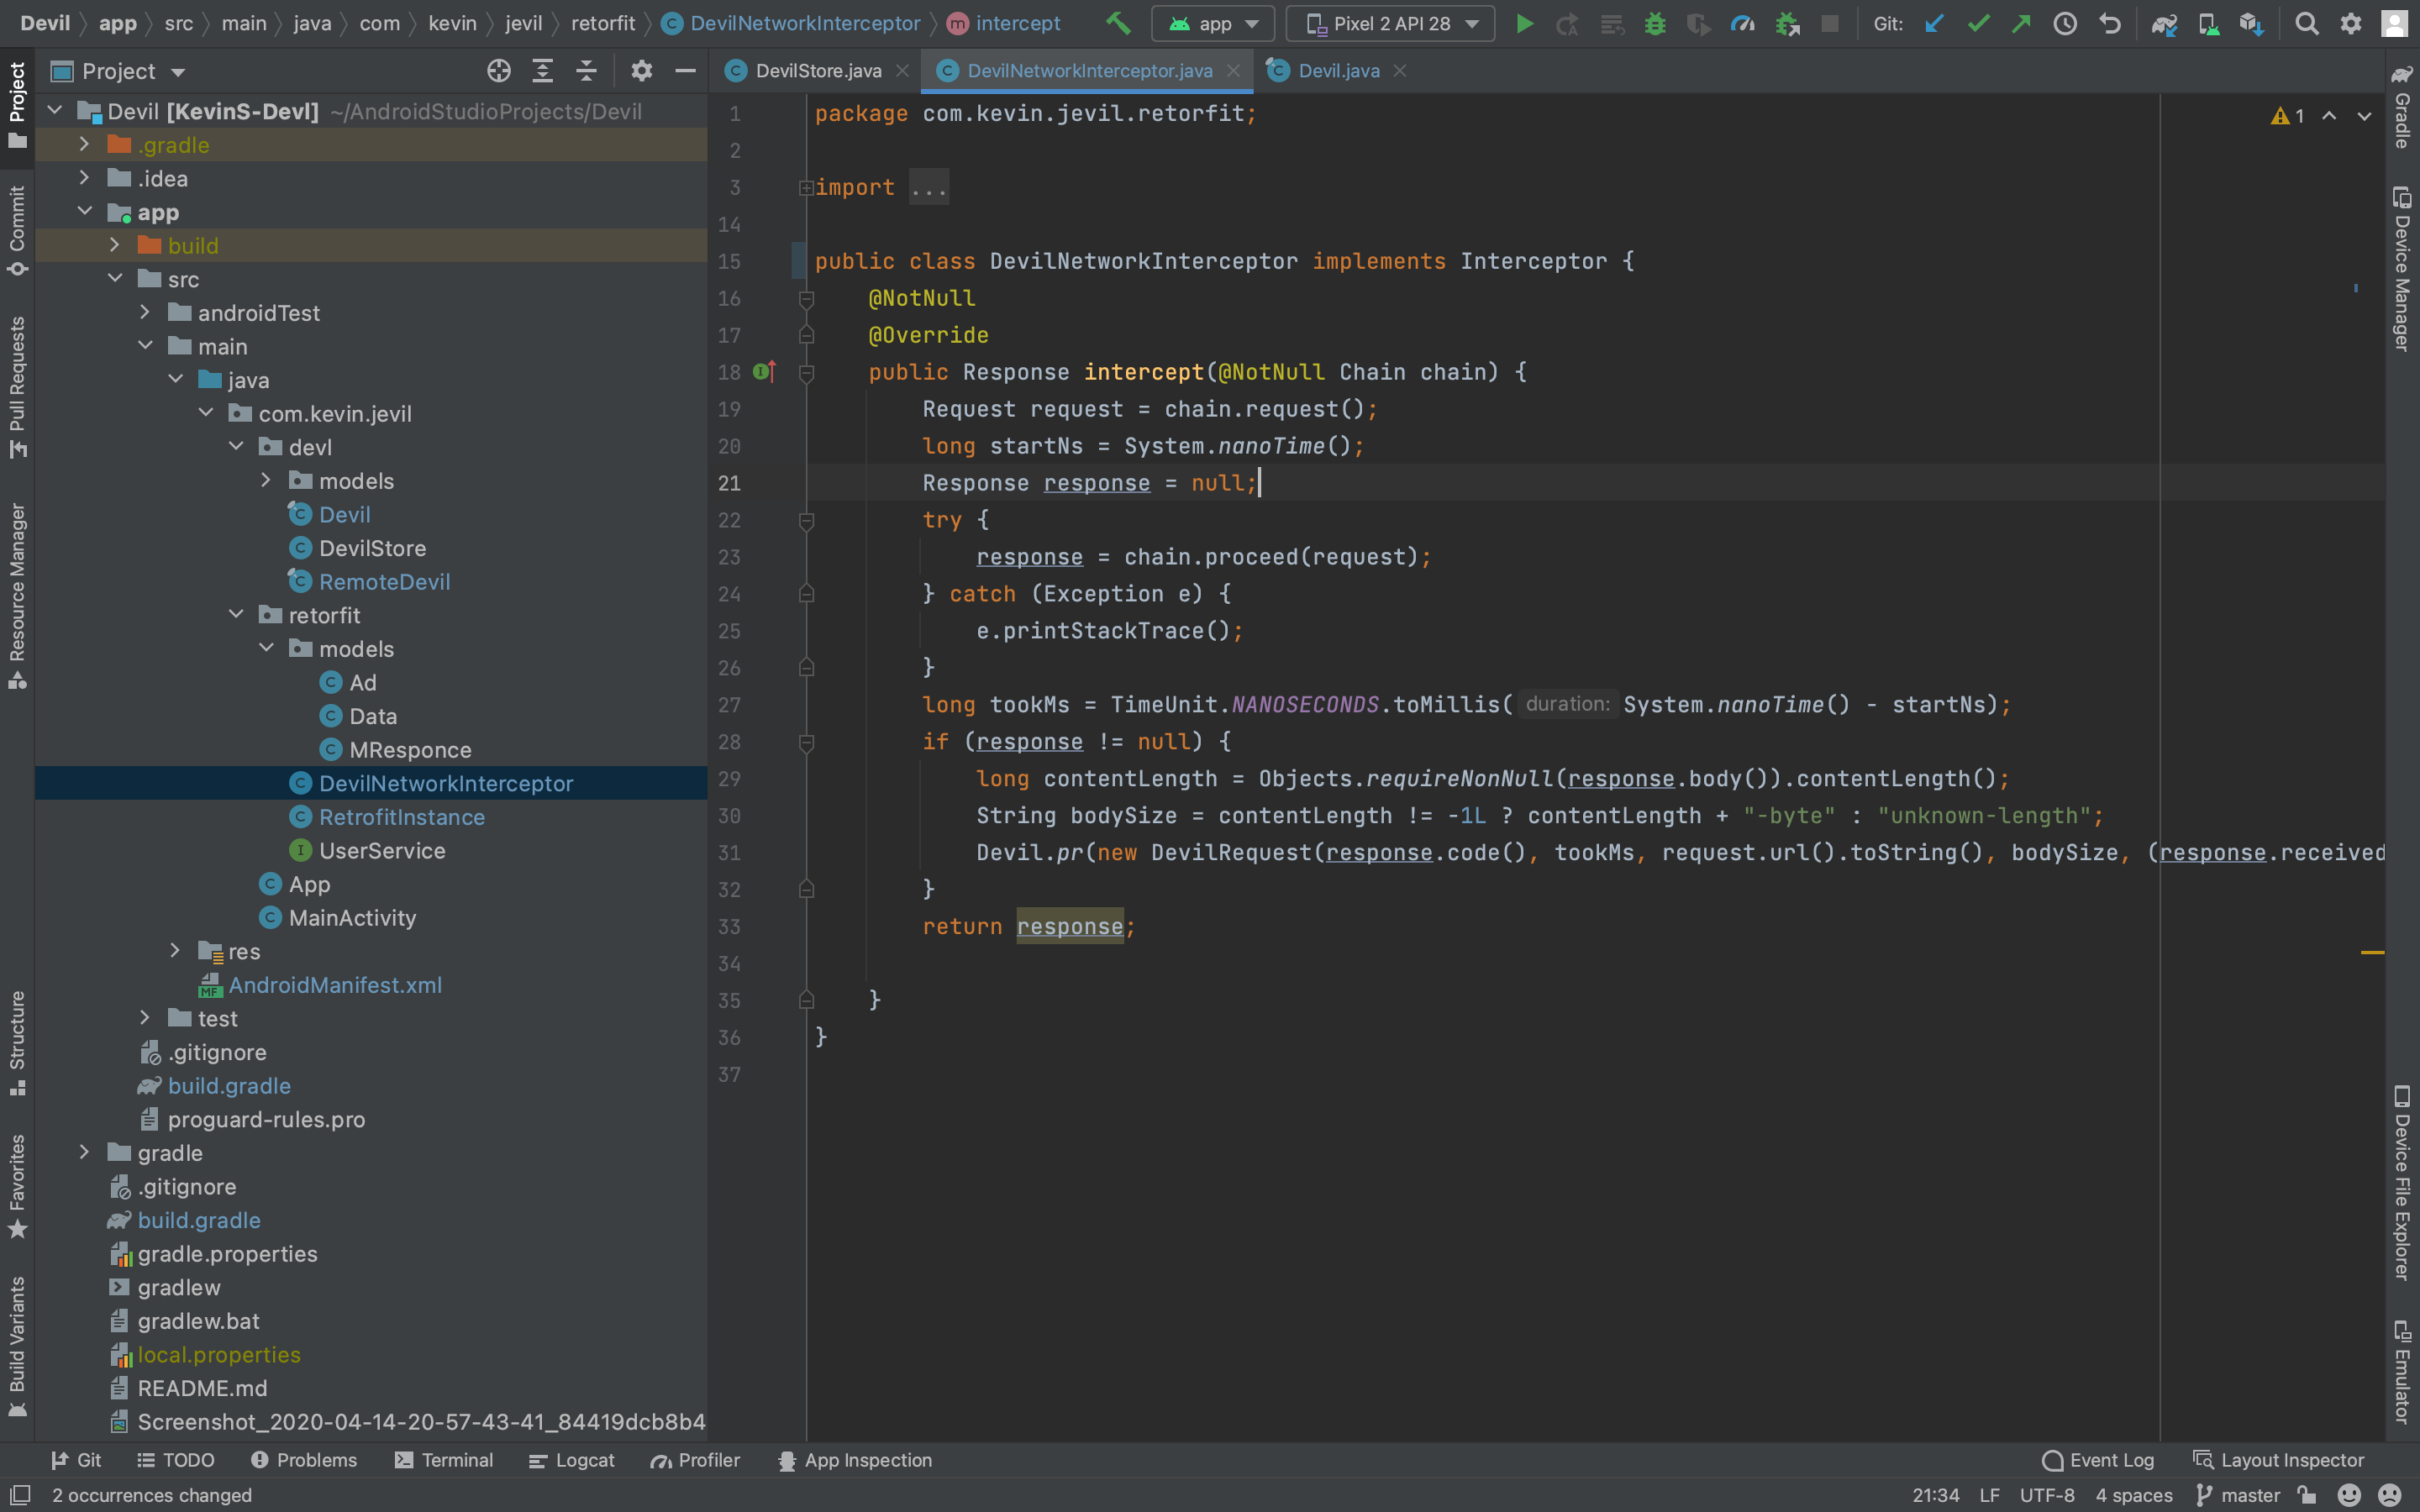 Devil app src main java com kevin jevil retorfit DevilNetworkInterceptor intercept app Pixel 2 API 28 Git:
Project
DevilStore.java DevilNetworkInterceptor.java Devil.java
Project
Commit
Pull Requests
Resource Manager
Structure
Favorites
Build Variants
Devil [KevinS-Devl] ~/AndroidStudioProjects/Devil
.gradle
.idea
app
build
src
androidTest
main
java
com.kevin.jevil
devl
models
Devil
DevilStore
RemoteDevil
retorfit
models
Ad
Data
MResponce
DevilNetworkInterceptor
RetrofitInstance
UserService
App
MainActivity
res
AndroidManifest.xml
test
.gitignore
build.gradle
proguard-rules.pro
gradle
.gitignore
build.gradle
gradle.properties
gradlew
gradlew.bat
local.properties
README.md
Screenshot_2020-04-14-20-57-43-41_84419dcb8b4
1 package com.kevin.jevil.retorfit;
2
3 import ...
14
15 public class DevilNetworkInterceptor implements Interceptor {
16 @NotNull
17 @Override
18 public Response intercept(@NotNull Chain chain) {
19 Request request = chain.request();
20 long startNs = System.nanoTime();
21 Response response = null;
22 try {
23 response = chain.proceed(request);
24 } catch (Exception e) {
25 e.printStackTrace();
26 }
27 long tookMs = TimeUnit.NANOSECONDS.toMillis( duration: System.nanoTime() - startNs);
28 if (response != null) {
29 long contentLength = Objects.requireNonNull(response.body()).contentLength();
30 String bodySize = contentLength != -1L ? contentLength + "-byte" : "unknown-length";
31 Devil.pr(new DevilRequest(response.code(), tookMs, request.url().toString(), bodySize, (response.received
32 }
33 return response;
34
35 }
36 }
37
1
Gradle
Device Manager
Device File Explorer
Emulator
Git TODO Problems Terminal Logcat Profiler App Inspection Event Log Layout Inspector
2 occurrences changed 21:34 LF UTF-8 4 spaces master